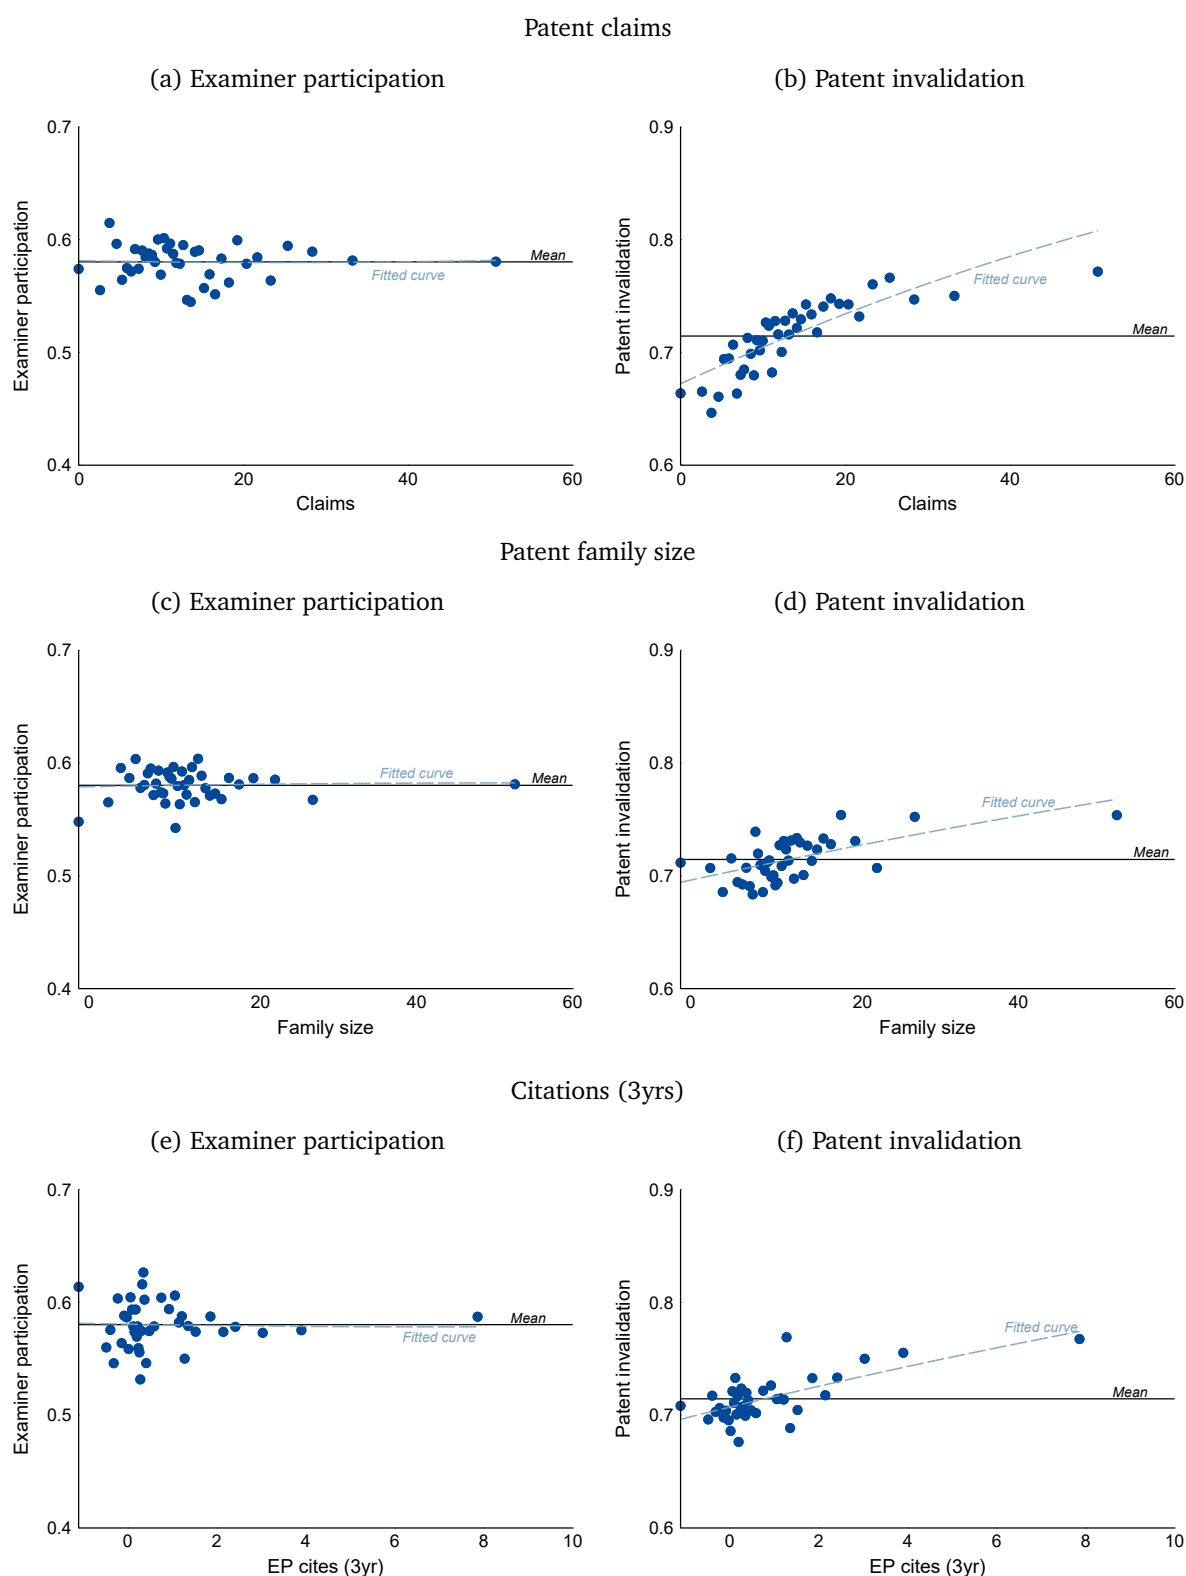 Patent claims
(a) Examiner participation
0.7
0.6
0.5
0.4
Examiner participation
Mean
Fitted curve
0 20 40 60
Claims
(b) Patent invalidation
0.9
0.8
0.7
0.6
Patent invalidation
Fitted curve
Mean
0 20 40 60
Claims
Patent family size
(c) Examiner participation
0.7
0.6
0.5
0.4
Examiner participation
Fitted curve
Mean
0 20 40 60
Family size
(d) Patent invalidation
0.9
0.8
0.7
0.6
Patent invalidation
Fitted curve
Mean
0 20 40 60
Family size
Citations (3yrs)
(e) Examiner participation
0.7
0.6
0.5
0.4
Examiner participation
Mean
Fitted curve
0 2 4 6 8 10
EP cites (3yr)
(f) Patent invalidation
0.9
0.8
0.7
0.6
Patent invalidation
Fitted curve
Mean
0 2 4 6 8 10
EP cites (3yr)